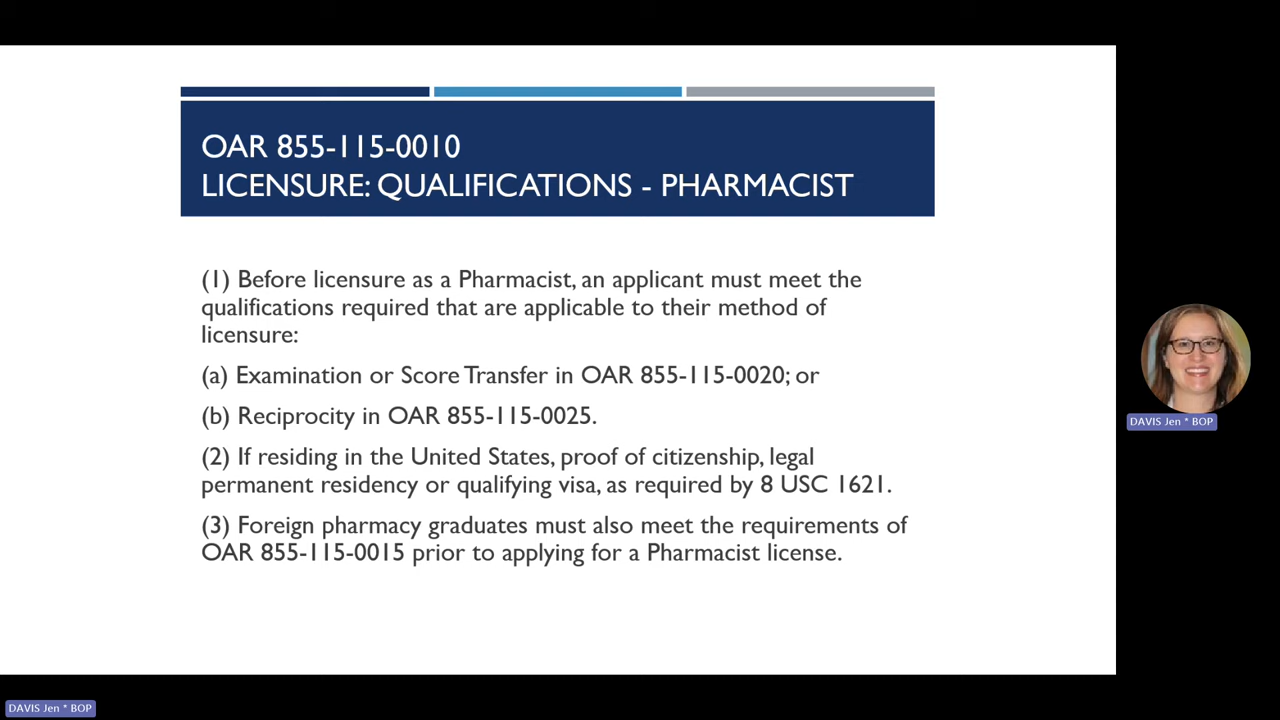 OAR 855-115-0010
LICENSURE: QUALIFICATIONS - PHARMACIST
(1) Before licensure as a Pharmacist, an applicant must meet the
qualifications required that are applicable to their method of
licensure:
(a) Examination or Score Transfer in OAR 855-115-0020; or
(b) Reciprocity in OAR 855-115-0025.
(2) If residing in the United States, proof of citizenship, legal
permanent residency or qualifying visa, as required by 8 USC 1621.
(3) Foreign pharmacy graduates must also meet the requirements of
OAR 855-115-0015 prior to applying for a Pharmacist license.
DAVIS Jen * BOP
DAVIS Jen * BOP